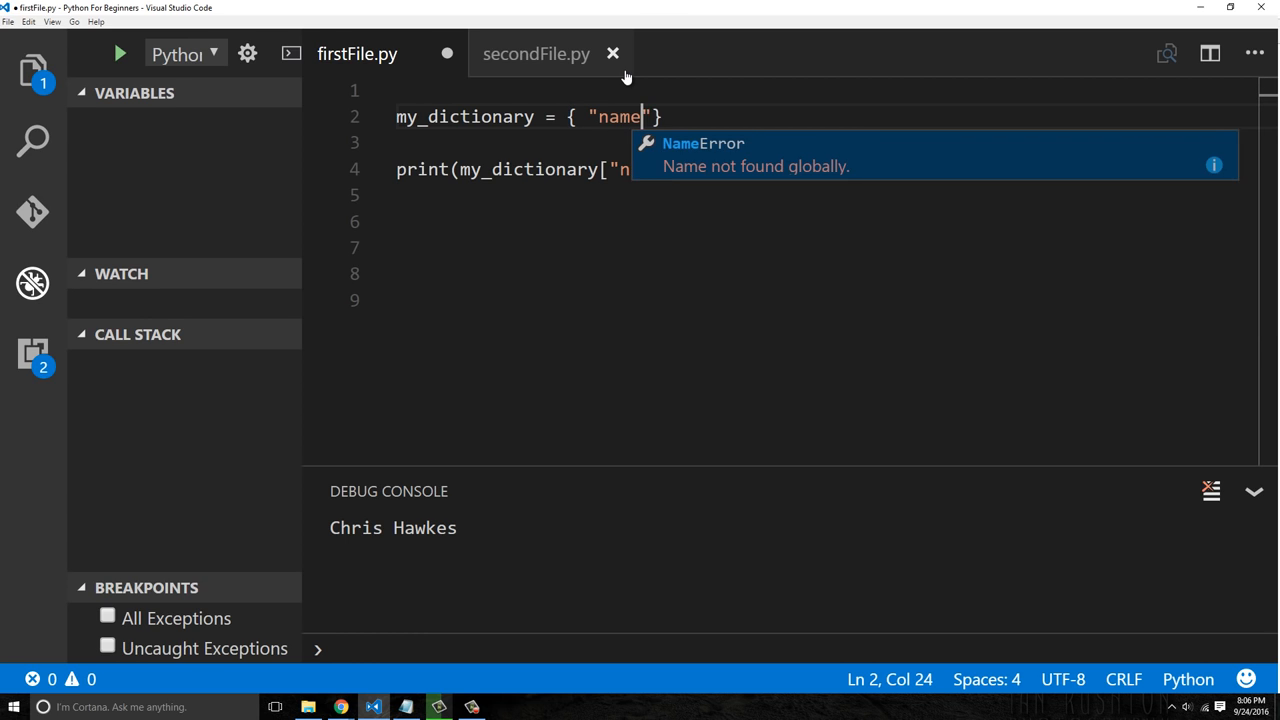 ● firstFile.py - Python For Beginners - Visual Studio Code
File Edit View Go Help
Python
firstFile.py
secondFile.py
1
VARIABLES
1
2 my_dictionary = { "name"}
3
NameError
Name not found globally.
4 print(my_dictionary["n
5
6
7
8
9
WATCH
CALL STACK
2
DEBUG CONSOLE
Chris Hawkes
BREAKPOINTS
All Exceptions
Uncaught Exceptions
0 0
Ln 2, Col 24 Spaces: 4 UTF-8 CRLF Python
I'm Cortana. Ask me anything.
8:06 PM
9/24/2016